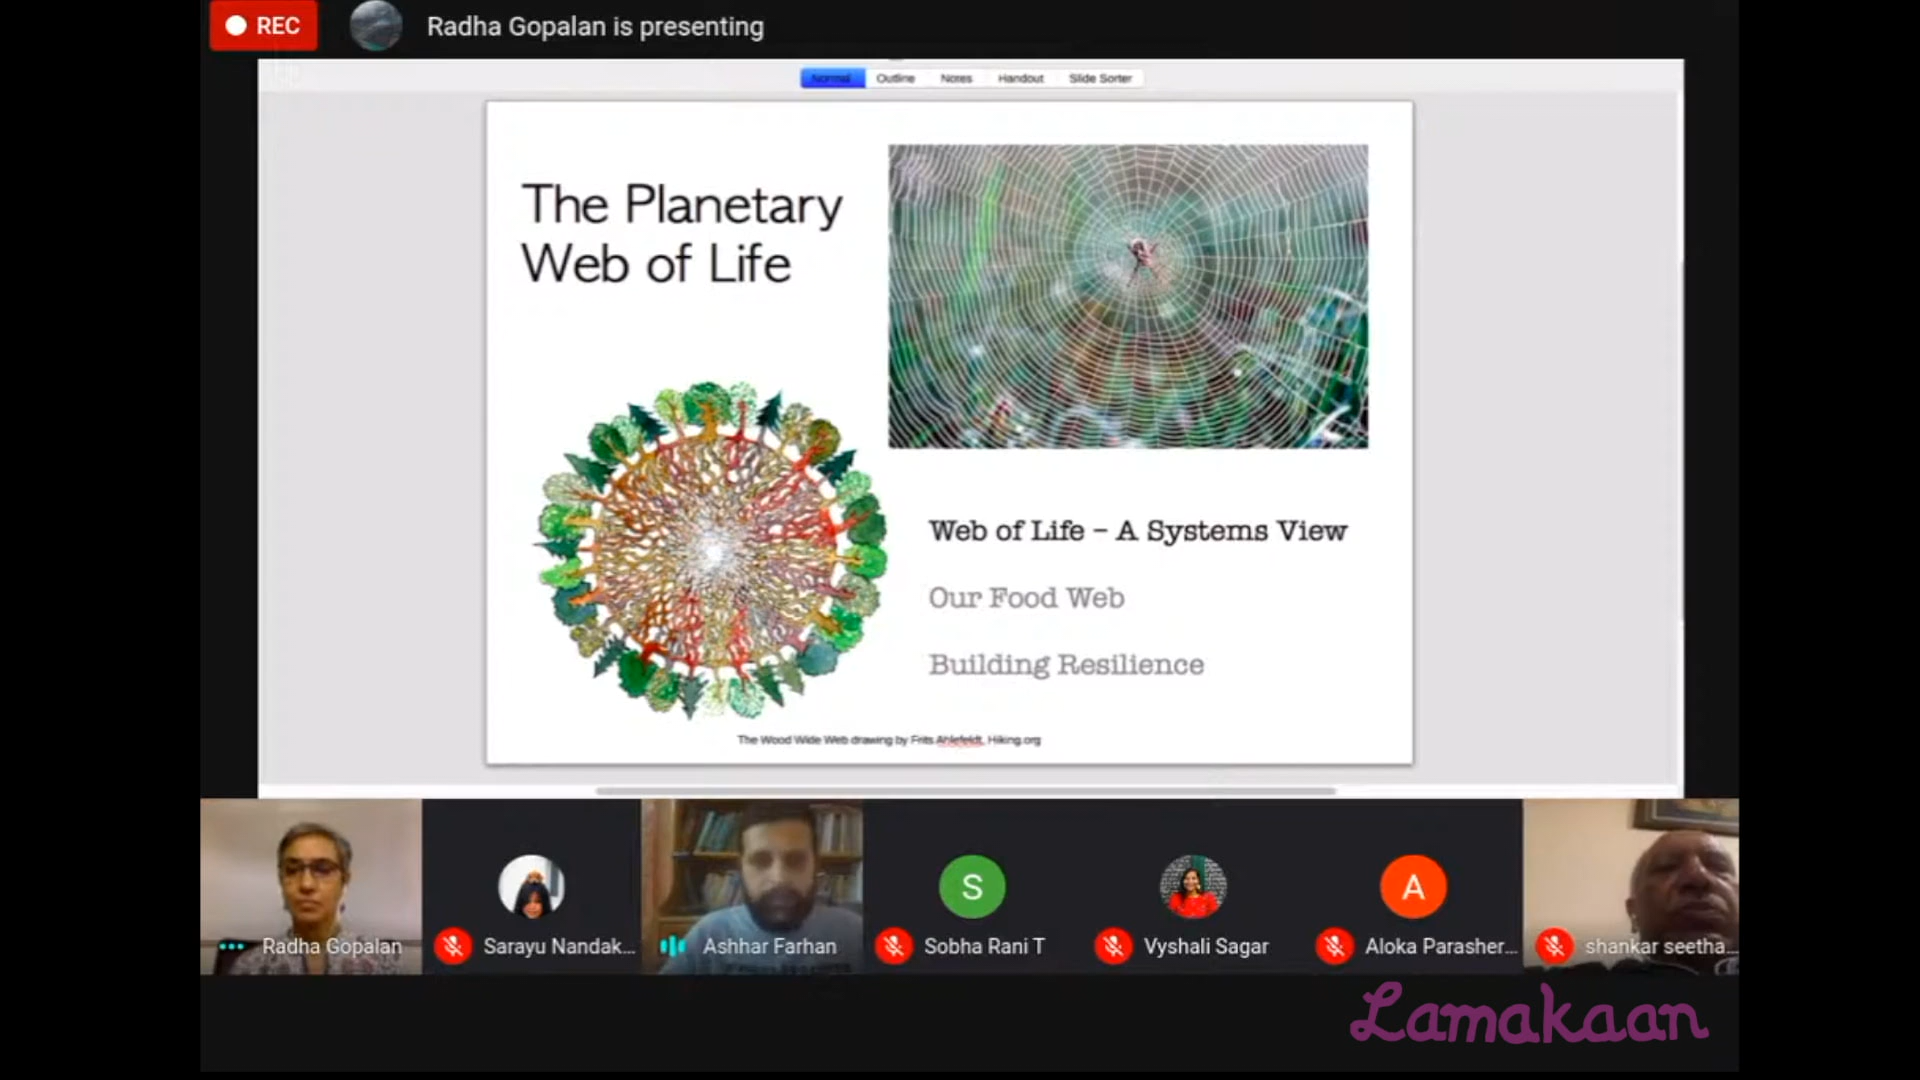 REC
Radha Gopalan is presenting
Normal Outline Notes Handout Slide Sorter
The Planetary
Web of Life
Web of Life – A Systems View
Our Food Web
Building Resilience
The Wood Wide Web drawing by Frits Ahlefeldt, Hiking.org
Radha Gopalan
Sarayu Nandak...
Ashhar Farhan
S
Sobha Rani T
Vyshali Sagar
A
Aloka Parasher...
shankar seetha...
Lamakaan